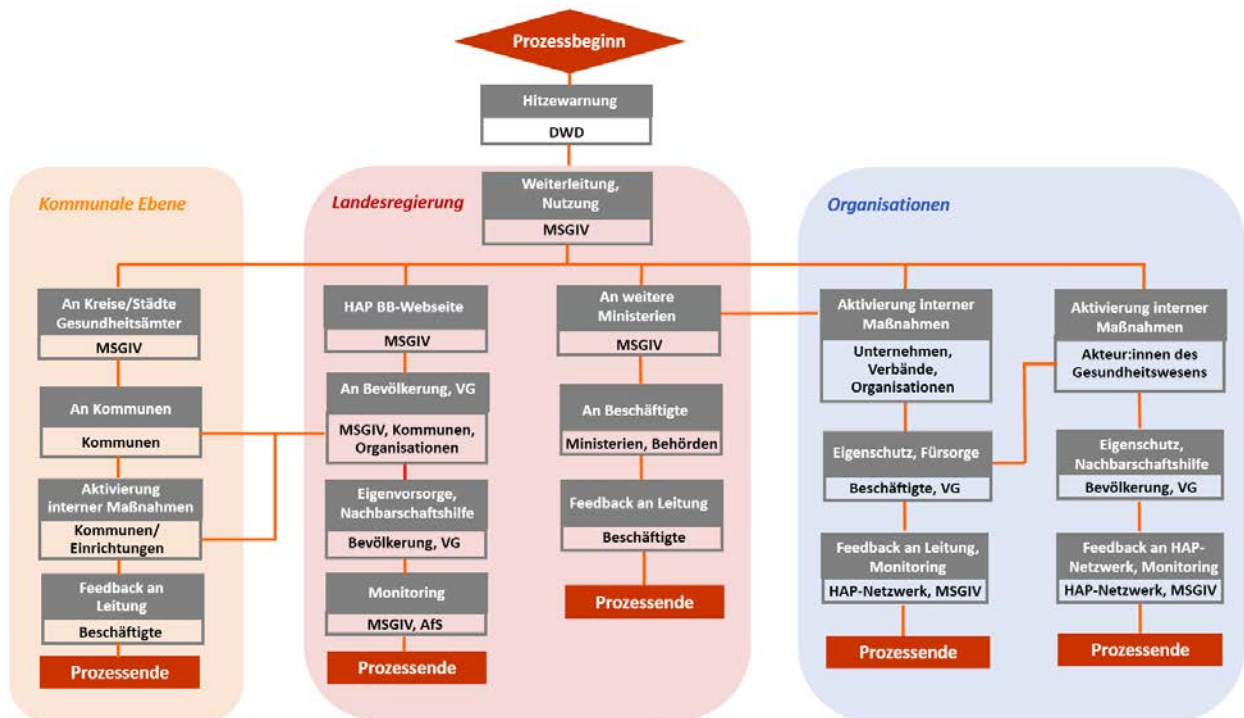 Prozessbeginn
Hitzewarnung
DWD
Weiterleitung,
Nutzung
MSGIV
Kommunale Ebene
An Kreise/Städte
Gesundheitsämter
MSGIV
An Kommunen
Kommunen
Aktivierung
interner Maßnahmen
Kommunen/
Einrichtungen
Feedback an
Leitung
Beschäftigte
Prozessende
Landesregierung
HAP BB-Webseite
MSGIV
An Bevölkerung, VG
MSGIV, Kommunen,
Organisationen
Eigenvorsorge,
Nachbarschaftshilfe
Bevölkerung, VG
Monitoring
MSGIV, AfS
Prozessende
An weitere
Ministerien
MSGIV
An Beschäftigte
Ministerien, Behörden
Feedback an Leitung
Beschäftigte
Prozessende
Organisationen
Aktivierung interner
Maßnahmen
Unternehmen,
Verbände,
Organisationen
Eigenschutz, Fürsorge
Beschäftigte, VG
Feedback an Leitung,
Monitoring
HAP-Netzwerk, MSGIV
Prozessende
Aktivierung interner
Maßnahmen
Akteur:innen des
Gesundheitswesens
Eigenschutz,
Nachbarschaftshilfe
Bevölkerung, VG
Feedback an HAP-
Netzwerk, Monitoring
HAP-Netzwerk, MSGIV
Prozessende